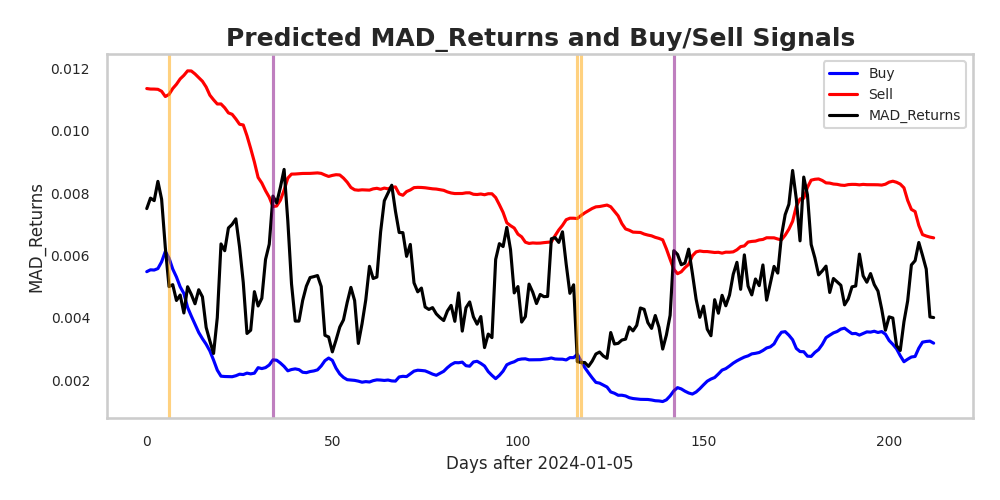 Predicted MAD_Returns and Buy/Sell Signals
MAD_Returns
0.012
0.010
0.008
0.006
0.004
0.002
Buy
Sell
MAD_Returns
0
50
100
150
200
Days after 2024-01-05